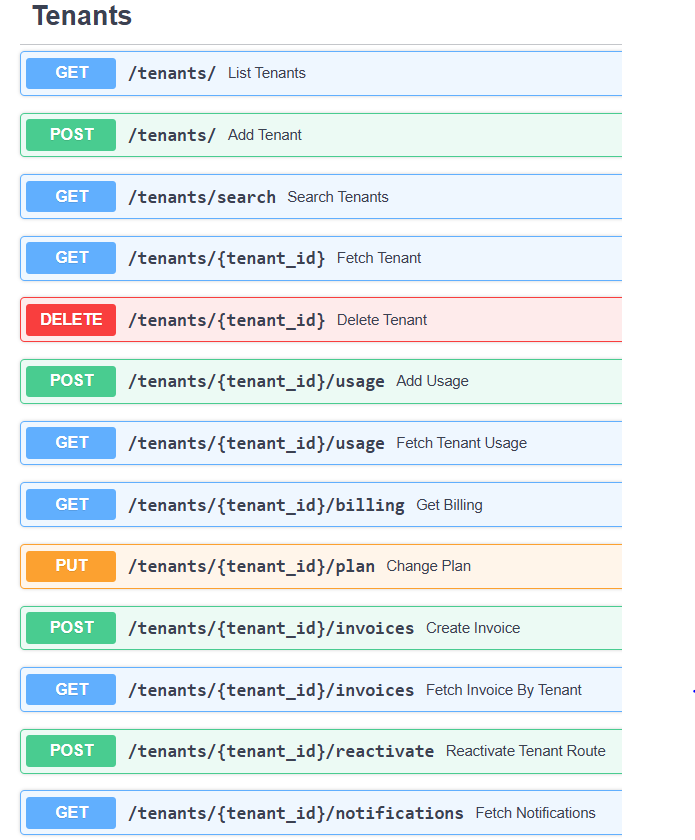 Tenants
GET /tenants/ List Tenants
POST /tenants/ Add Tenant
GET /tenants/search Search Tenants
GET /tenants/{tenant_id} Fetch Tenant
DELETE /tenants/{tenant_id} Delete Tenant
POST /tenants/{tenant_id}/usage Add Usage
GET /tenants/{tenant_id}/usage Fetch Tenant Usage
GET /tenants/{tenant_id}/billing Get Billing
PUT /tenants/{tenant_id}/plan Change Plan
POST /tenants/{tenant_id}/invoices Create Invoice
GET /tenants/{tenant_id}/invoices Fetch Invoice By Tenant
POST /tenants/{tenant_id}/reactivate Reactivate Tenant Route
GET /tenants/{tenant_id}/notifications Fetch Notifications